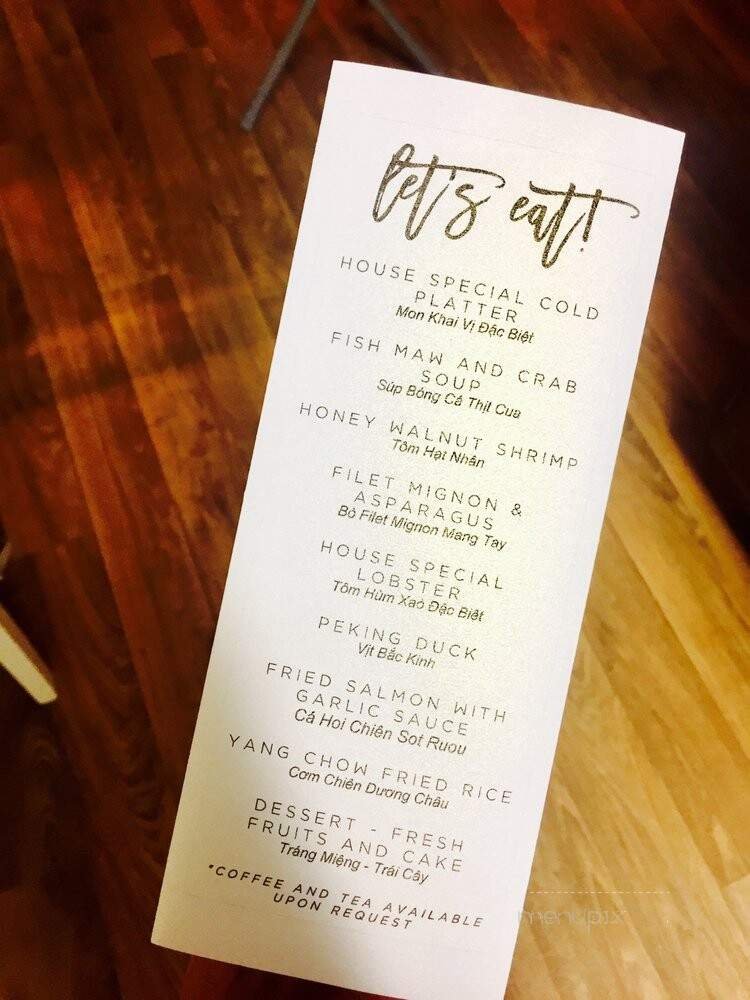 let's eat!
HOUSE SPECIAL COLD
PLATTER
Mon Khai Vị Đặc Biệt
FISH MAW AND CRAB
SOUP
Súp Bóng Cá Thịt Cua
HONEY WALNUT SHRIMP
Tôm Hạt Nhân
FILET MIGNON &
ASPARAGUS
Bò Filet Mignon Mang Tay
HOUSE SPECIAL
LOBSTER
Tôm Hùm Xaò Đặc Biệt
PEKING DUCK
Vịt Bắc Kinh
FRIED SALMON WITH
GARLIC SAUCE
Cá Hoi Chiên Sot Ruou
YANG CHOW FRIED RICE
Cơm Chiên Dương Châu
DESSERT - FRESH
FRUITS AND CAKE
Tráng Miệng - Trái Cây
*COFFEE AND TEA AVAILABLE
UPON REQUEST
menupix